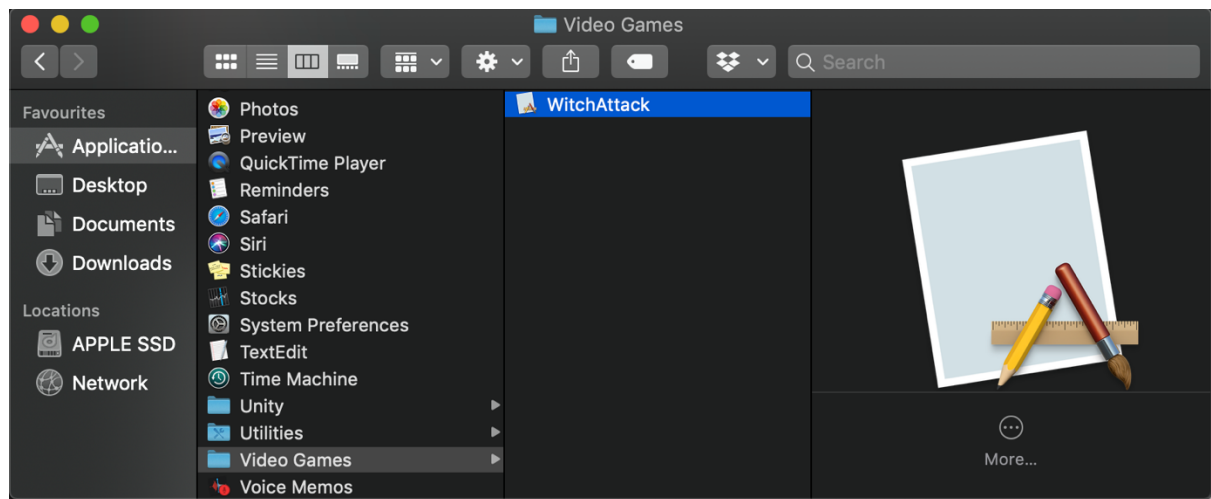 Video Games
Search
Favourites
Applicatio...
Desktop
Documents
Downloads
Locations
APPLE SSD
Network
Photos
Preview
QuickTime Player
Reminders
Safari
Siri
Stickies
Stocks
System Preferences
TextEdit
Time Machine
Unity
Utilities
Video Games
Voice Memos
WitchAttack
More...